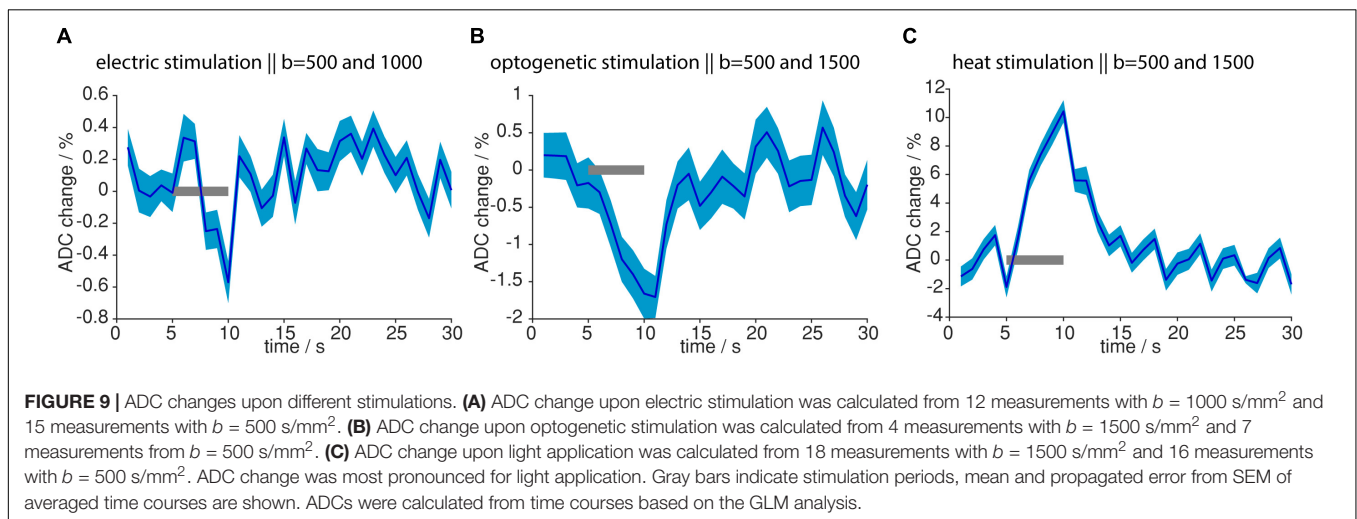 A
electric stimulation || b=500 and 1000
ADC change / %
0.6
0.4
0.2
0
-0.2
-0.4
-0.6
-0.8
0 5 10 15 20 25 30
time / s
B
optogenetic stimulation || b=500 and 1500
ADC change / %
1
0.5
0
-0.5
-1
-1.5
-2
0 5 10 15 20 25 30
time / s
C
heat stimulation || b=500 and 1500
ADC change / %
12
10
8
6
4
2
0
-2
-4
0 5 10 15 20 25 30
time / s
FIGURE 9 | ADC changes upon different stimulations. (A) ADC change upon electric stimulation was calculated from 12 measurements with b = 1000 s/mm² and
15 measurements with b = 500 s/mm². (B) ADC change upon optogenetic stimulation was calculated from 4 measurements with b = 1500 s/mm² and 7
measurements from b = 500 s/mm². (C) ADC change upon light application was calculated from 18 measurements with b = 1500 s/mm² and 16 measurements
with b = 500 s/mm². ADC change was most pronounced for light application. Gray bars indicate stimulation periods, mean and propagated error from SEM of
averaged time courses are shown. ADCs were calculated from time courses based on the GLM analysis.